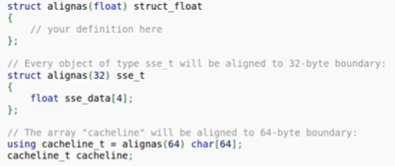 struct alignas(float) struct_float
{
    // your definition here
};
// Every object of type sse_t will be aligned to 32-byte boundary:
struct alignas(32) sse_t
{
    float sse_data[4];
};
// The array "cacheline" will be aligned to 64-byte boundary:
using cacheline_t = alignas(64) char[64];
cacheline_t cacheline;